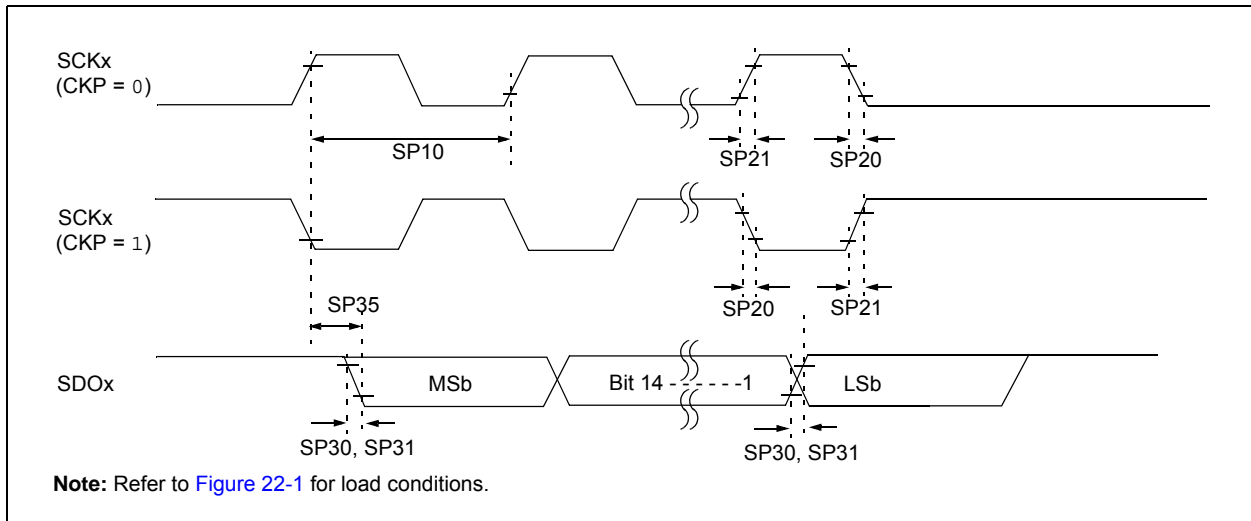 SCKx
(CKP = 0)
SP10
SP21
SP20
SCKx
(CKP = 1)
SP35
SP20
SP21
SDOx
MSb
Bit 14 - - - - - -1
LSb
SP30, SP31
SP30, SP31
Note: Refer to Figure 22-1 for load conditions.